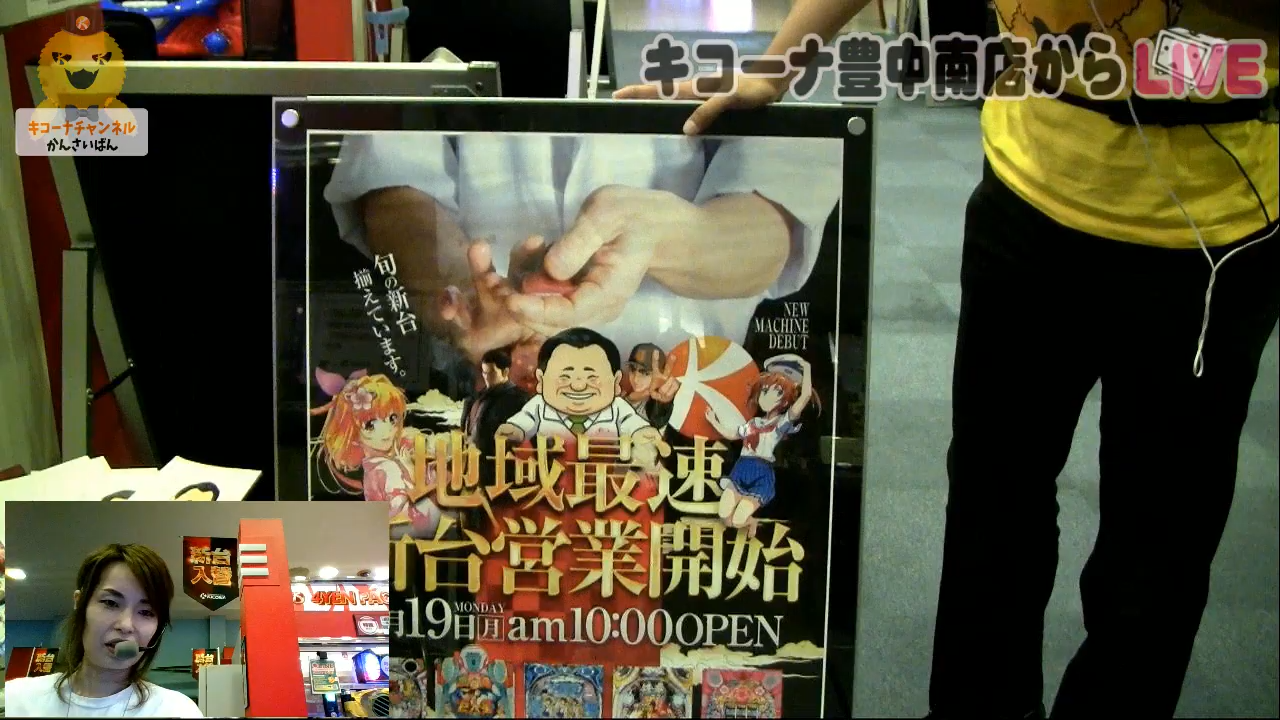 キコーナ豊中南店からLIVE
キコーナチャンネル
かんさいばん
旬の新台
揃えています。
NEW
MACHINE
DEBUT
地域最速
台営業開始
月19日 MONDAY [月] am10:00OPEN
新台
入替
4YEN PAC
新台